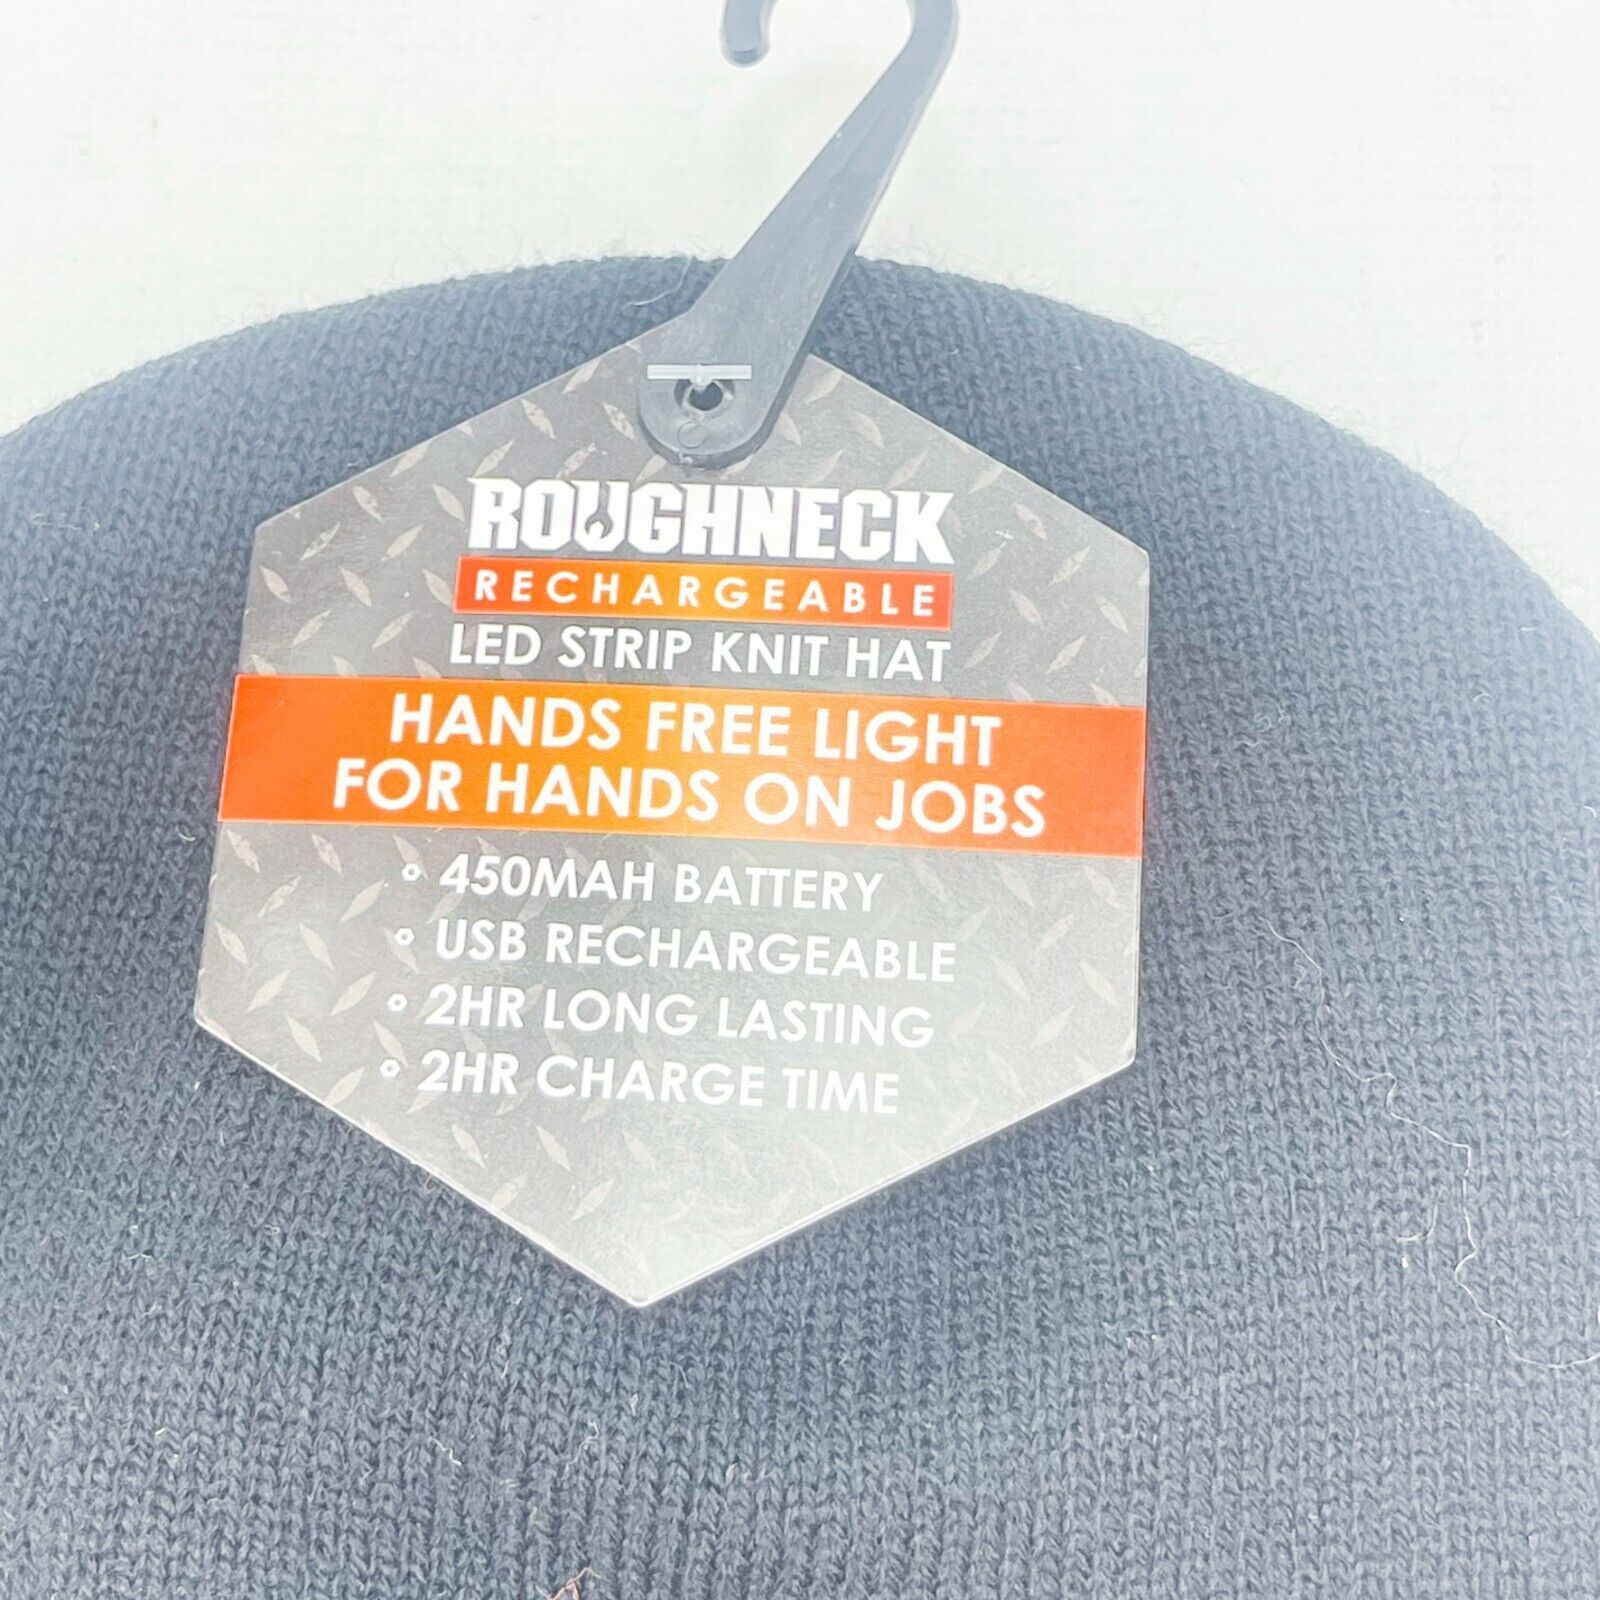 ROUGHNECK
RECHARGEABLE
LED STRIP KNIT HAT
HANDS FREE LIGHT
FOR HANDS ON JOBS
450MAH BATTERY
USB RECHARGEABLE
2HR LONG LASTING
2HR CHARGE TIME